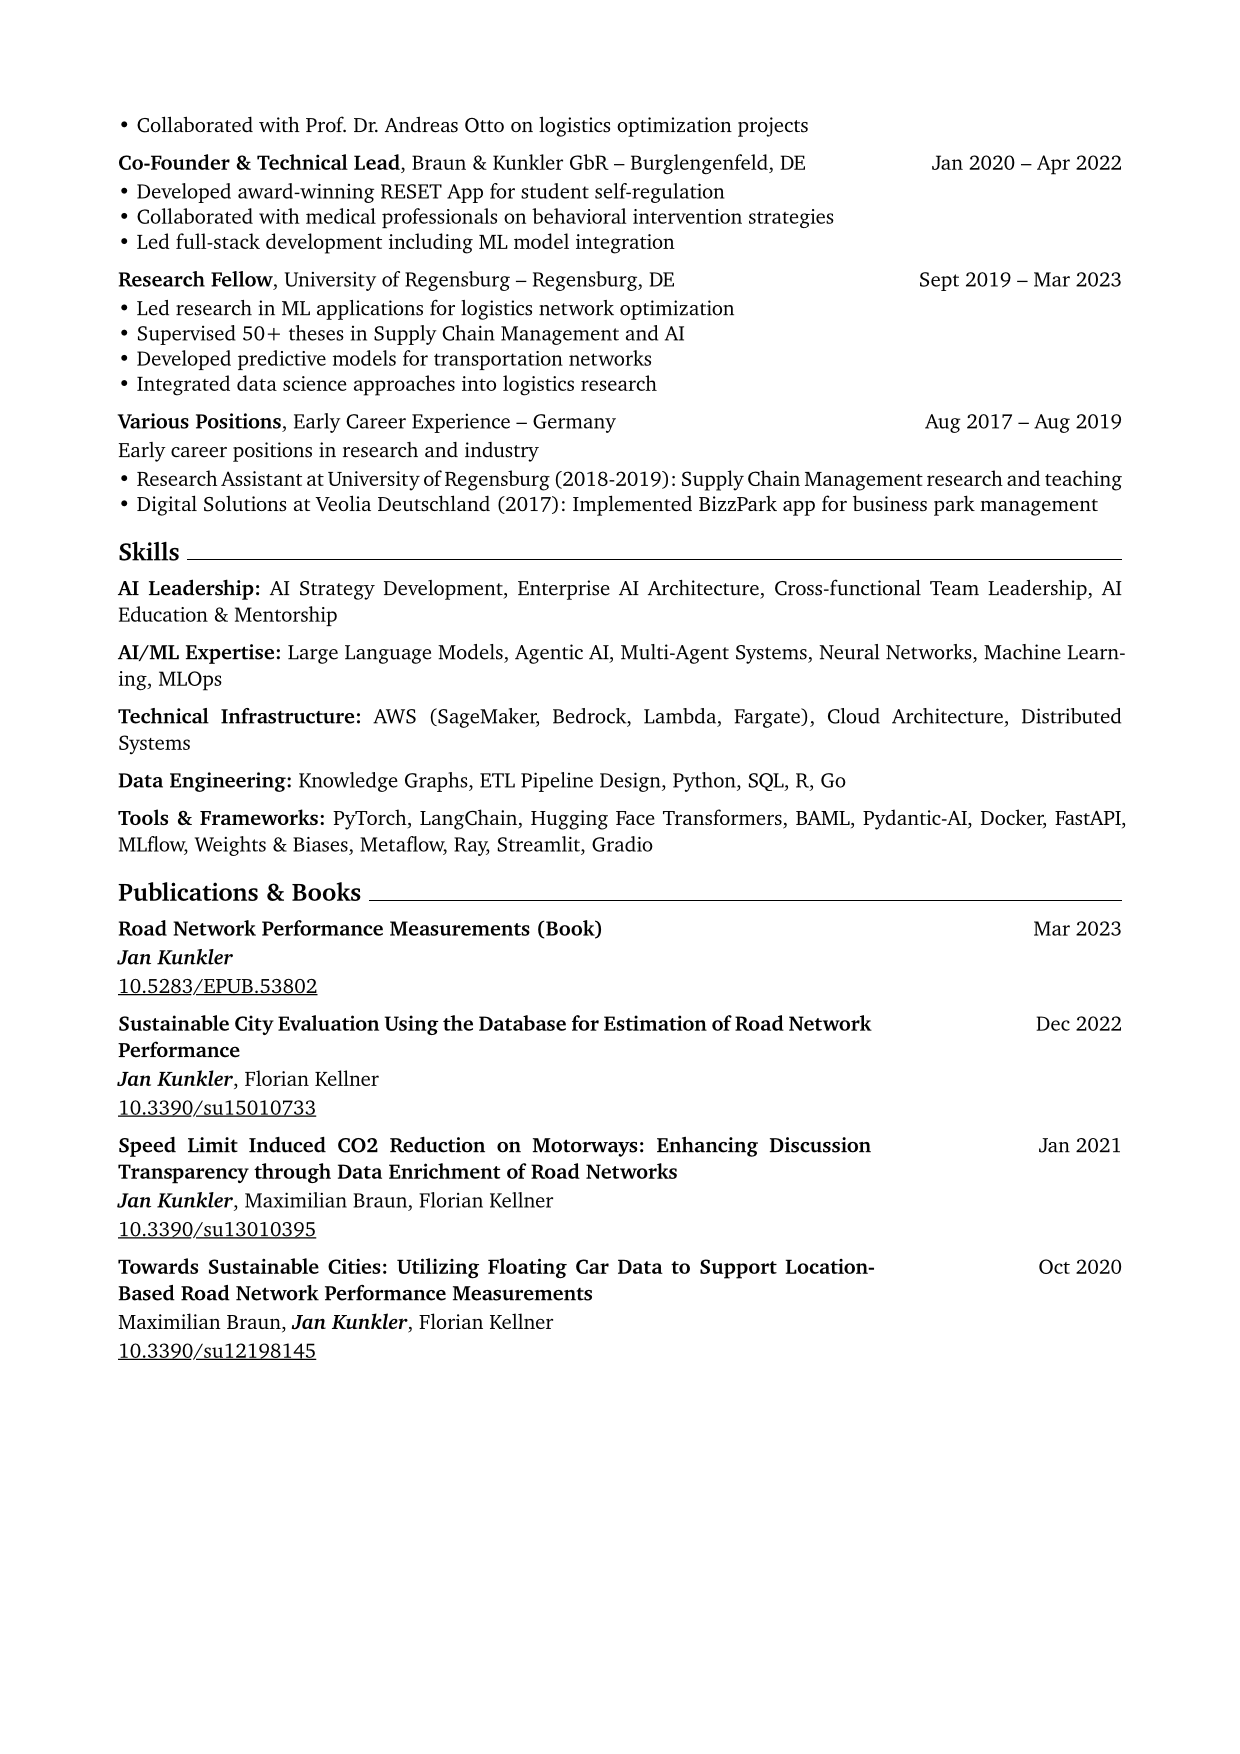 • Collaborated with Prof. Dr. Andreas Otto on logistics optimization projects
Co-Founder & Technical Lead, Braun & Kunkler GbR – Burglengenfeld, DE Jan 2020 – Apr 2022
• Developed award-winning RESET App for student self-regulation
• Collaborated with medical professionals on behavioral intervention strategies
• Led full-stack development including ML model integration
Research Fellow, University of Regensburg – Regensburg, DE Sept 2019 – Mar 2023
• Led research in ML applications for logistics network optimization
• Supervised 50+ theses in Supply Chain Management and AI
• Developed predictive models for transportation networks
• Integrated data science approaches into logistics research
Various Positions, Early Career Experience – Germany Aug 2017 – Aug 2019
Early career positions in research and industry
• Research Assistant at University of Regensburg (2018-2019): Supply Chain Management research and teaching
• Digital Solutions at Veolia Deutschland (2017): Implemented BizzPark app for business park management
Skills
AI Leadership: AI Strategy Development, Enterprise AI Architecture, Cross-functional Team Leadership, AI
Education & Mentorship
AI/ML Expertise: Large Language Models, Agentic AI, Multi-Agent Systems, Neural Networks, Machine Learn-
ing, MLOps
Technical Infrastructure: AWS (SageMaker, Bedrock, Lambda, Fargate), Cloud Architecture, Distributed
Systems
Data Engineering: Knowledge Graphs, ETL Pipeline Design, Python, SQL, R, Go
Tools & Frameworks: PyTorch, LangChain, Hugging Face Transformers, BAML, Pydantic-AI, Docker, FastAPI,
MLflow, Weights & Biases, Metaflow, Ray, Streamlit, Gradio
Publications & Books
Road Network Performance Measurements (Book) Mar 2023
Jan Kunkler
10.5283/EPUB.53802
Sustainable City Evaluation Using the Database for Estimation of Road Network Dec 2022
Performance
Jan Kunkler, Florian Kellner
10.3390/su15010733
Speed Limit Induced CO2 Reduction on Motorways: Enhancing Discussion Jan 2021
Transparency through Data Enrichment of Road Networks
Jan Kunkler, Maximilian Braun, Florian Kellner
10.3390/su13010395
Towards Sustainable Cities: Utilizing Floating Car Data to Support Location- Oct 2020
Based Road Network Performance Measurements
Maximilian Braun, Jan Kunkler, Florian Kellner
10.3390/su12198145